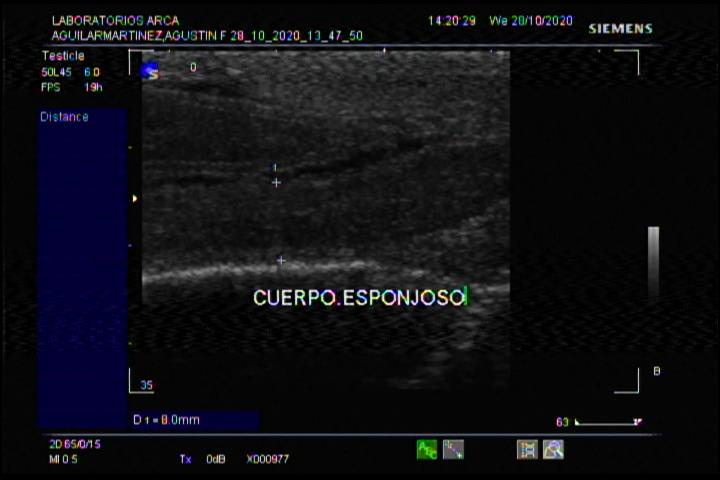 LABORATORIOS ARCA
14:20:29 We 28/10/2020
SIEMENS
AGUILARMARTINEZ,AGUSTIN F 28_10_2020_13_47_50
Testicle
50L45 6.0
FPS 19h
Distance
S
0
1
CUERPO.ESPONJOSO
35
B
D 1 = 8.0mm
63
2D 65/0/15
MI 0.5
Tx 0dB X000977
ABC